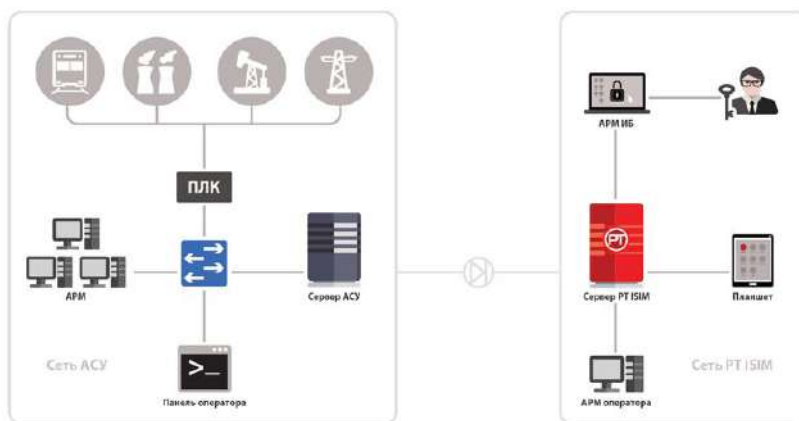 ПЛК
АРМ
Сервер АСУ
Сеть АСУ
>_
Панель оператора
АРМ ИБ
PT
Сервер PT ISIM
Планшет
Сеть PT ISIM
АРМ оператора